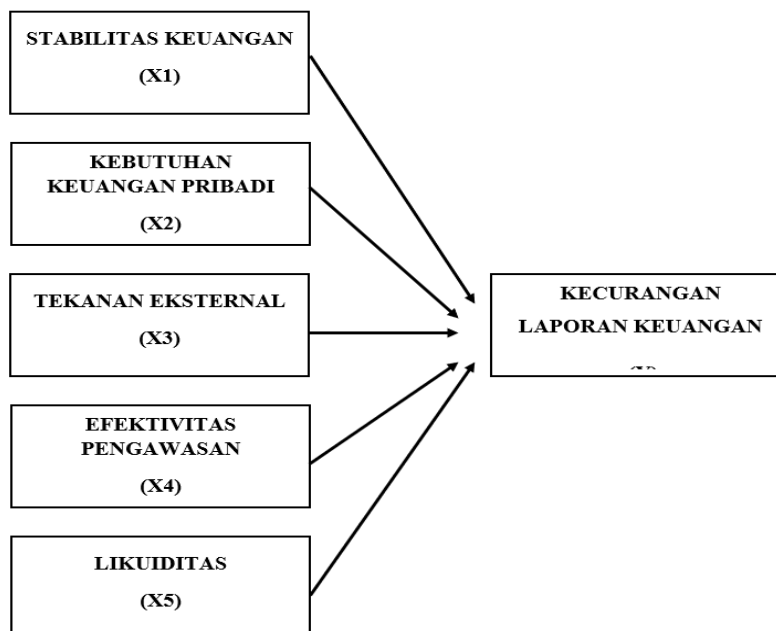 STABILITAS KEUANGAN
(X1)
KEBUTUHAN
KEUANGAN PRIBADI
(X2)
TEKANAN EKSTERNAL
(X3)
EFEKTIVITAS
PENGAWASAN
(X4)
LIKUIDITAS
(X5)
KECURANGAN
LAPORAN KEUANGAN